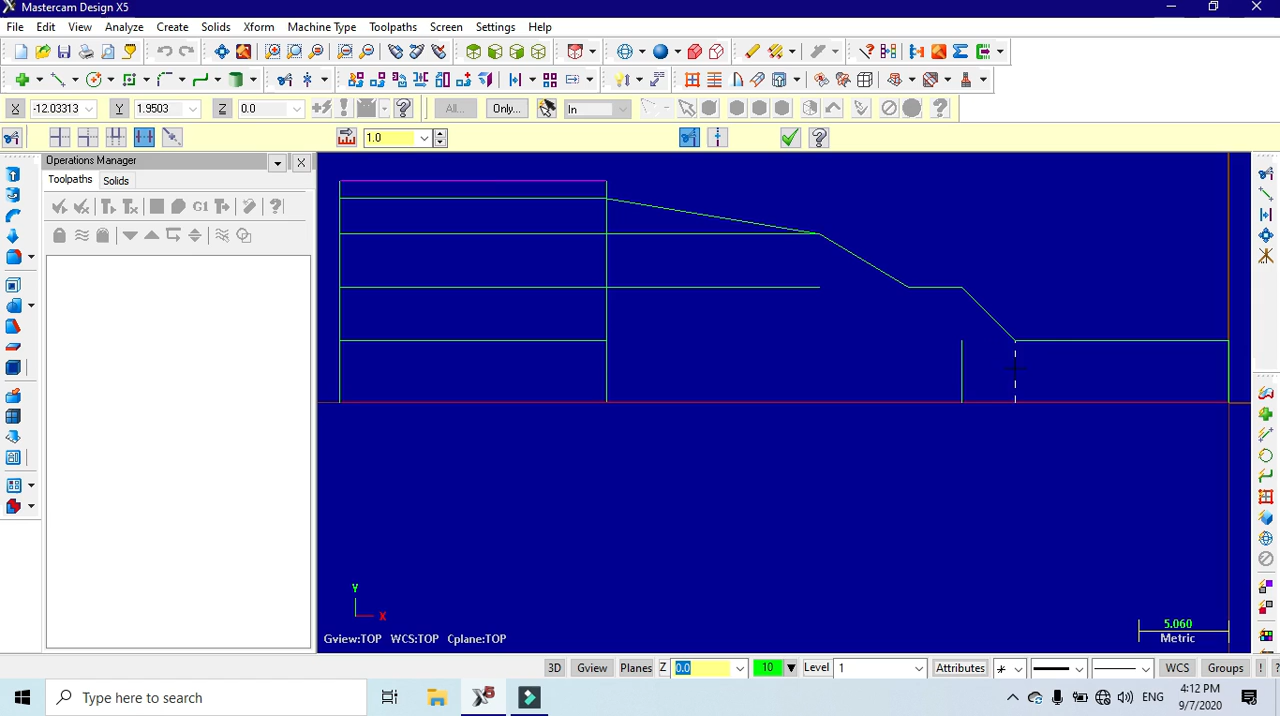 Mastercam Design X5
File Edit View Analyze Create Solids Xform Machine Type Toolpaths Screen Settings Help
X -12.03313 Y 1.9503 Z 0.0 All... Only... In
1.0
Operations Manager
Toolpaths Solids
G1
Y
X
Gview:TOP WCS:TOP Cplane:TOP
5.060
Metric
3D Gview Planes Z 0.0 10 Level 1 Attributes WCS Groups
Type here to search
X5
ENG
4:12 PM
9/7/2020